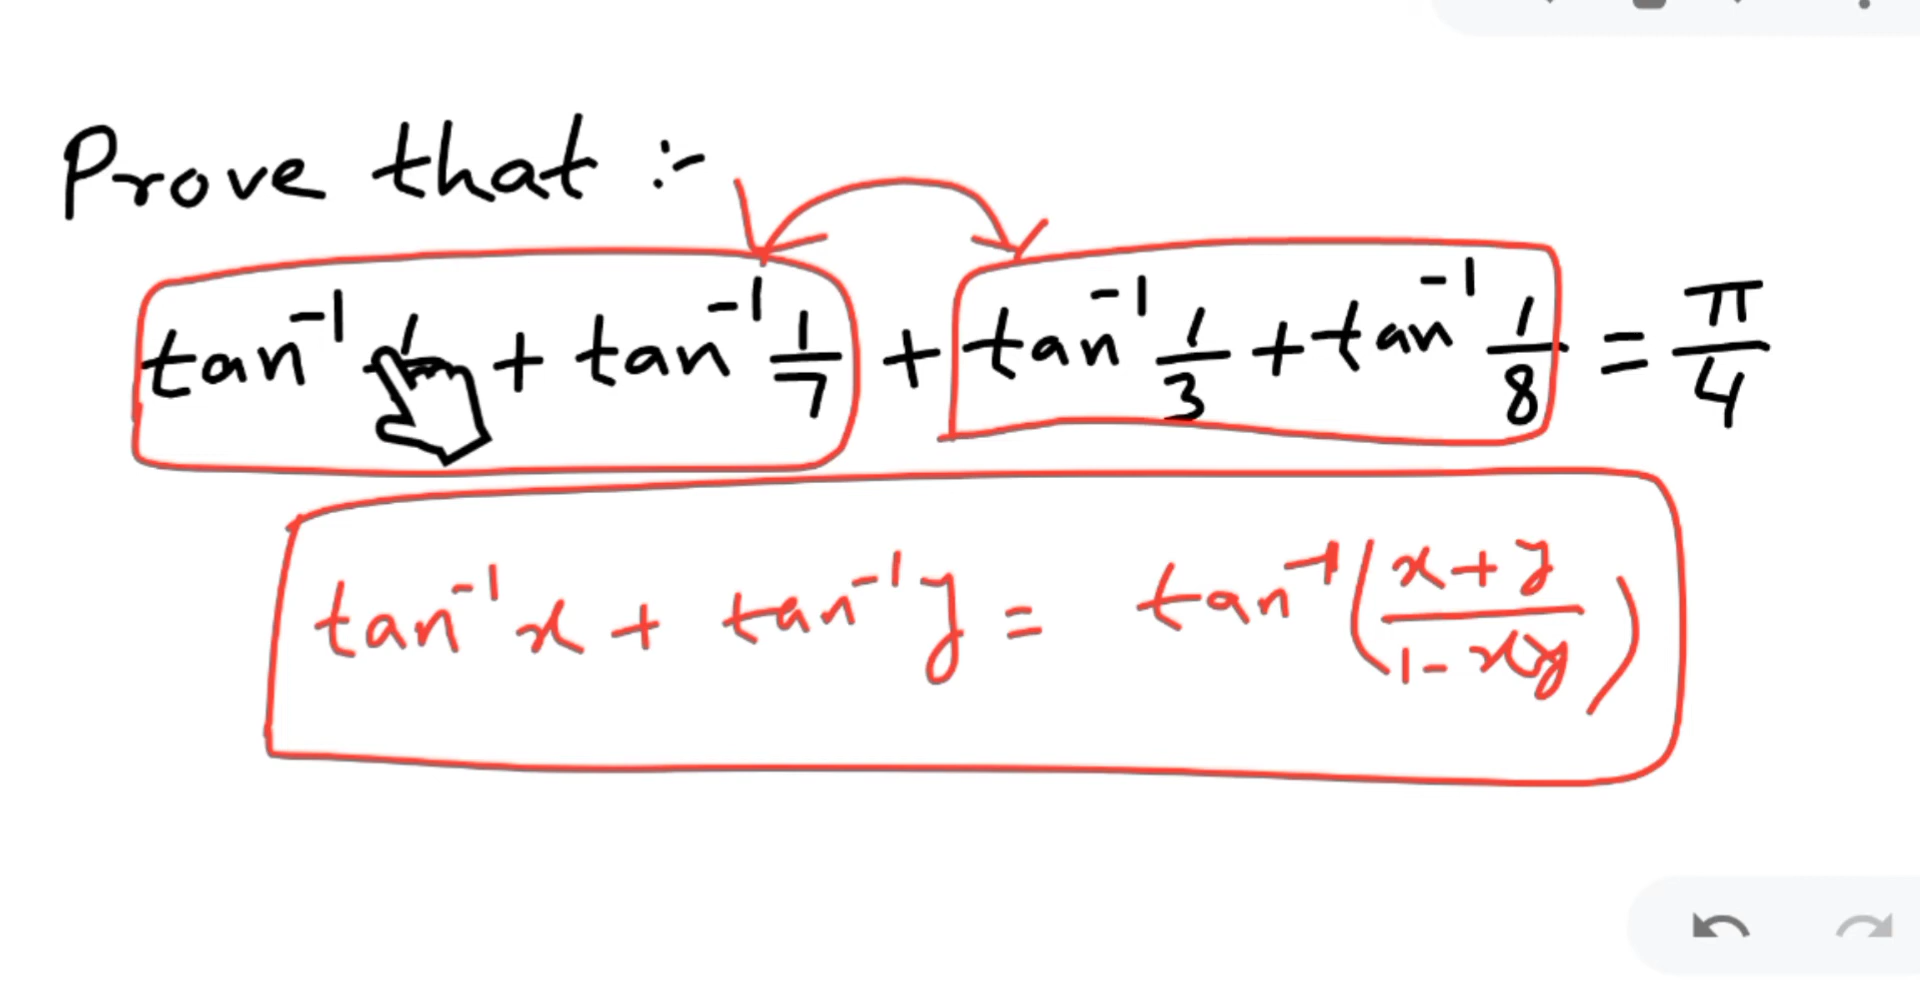 Prove that :-
tan⁻¹ 1/ + tan⁻¹ 1/7 + tan⁻¹ 1/3 + tan⁻¹ 1/8 = π/4
tan⁻¹x + tan⁻¹y = tan⁻¹(x+y/1-xy)